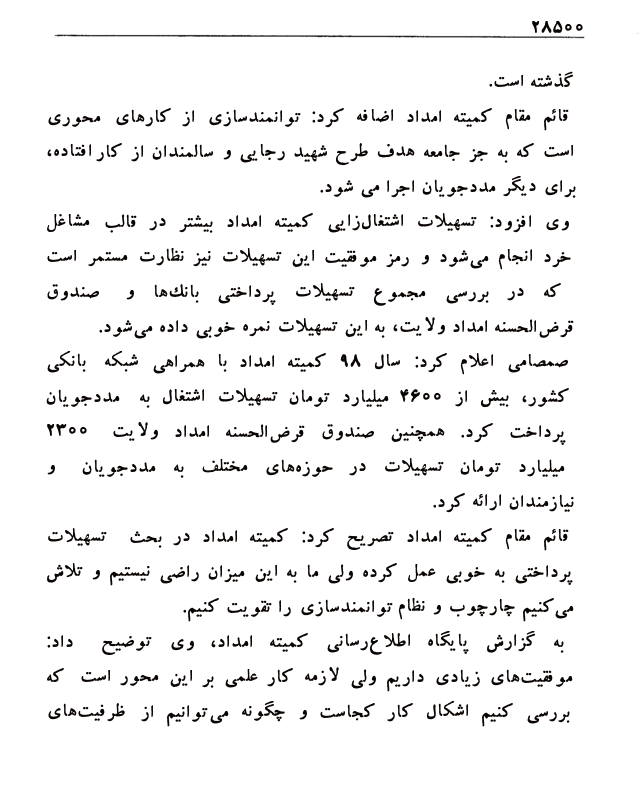 ۲۸۵۰۰
گذشته است.
قائم مقام کمیته امداد اضافه کرد: توانمندسازی از کارهای محوری
است که به جز جامعه هدف طرح شهید رجایی و سالمندان از کارافتاده،
برای دیگر مددجویان اجرا می شود.
وی افزود: تسهیلات اشتغال‌زایی کمیته امداد بیشتر در قالب مشاغل
خرد انجام می‌شود و رمز موفقیت این تسهیلات نیز نظارت مستمر است
که در بررسی مجموع تسهیلات پرداختی بانک‌ها و صندوق
قرض‌الحسنه امداد ولایت، به این تسهیلات نمره خوبی داده می‌شود.
صمصامی اعلام کرد: سال ۹۸ کمیته امداد با همراهی شبکه بانکی
کشور، بیش از ۴۶۰۰ میلیارد تومان تسهیلات اشتغال به مددجویان
پرداخت کرد. همچنین صندوق قرض‌الحسنه امداد ولایت ۲۳۰۰
میلیارد تومان تسهیلات در حوزه‌های مختلف به مددجویان و
نیازمندان ارائه کرد.
قائم مقام کمیته امداد تصریح کرد: کمیته امداد در بحث تسهیلات
پرداختی به خوبی عمل کرده ولی ما به این میزان راضی نیستیم و تلاش
می‌کنیم چارچوب و نظام توانمندسازی را تقویت کنیم.
به گزارش پایگاه اطلاع‌رسانی کمیته امداد، وی توضیح داد:
موفقیت‌های زیادی داریم ولی لازمه کار علمی بر این محور است که
بررسی کنیم اشکال کار کجاست و چگونه می‌توانیم از ظرفیت‌های